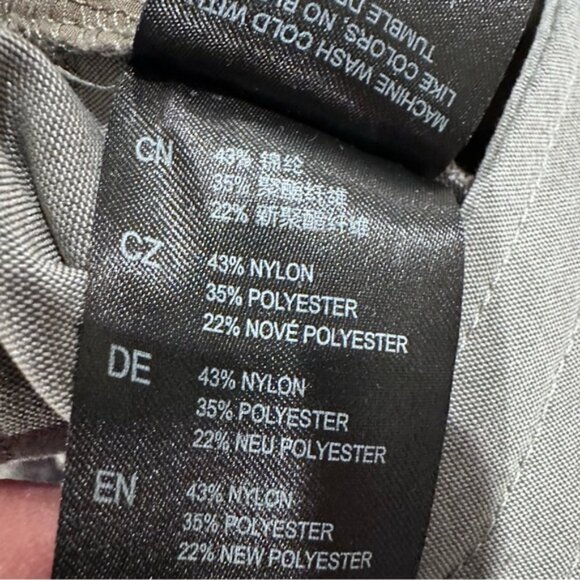 MACHINE WASH COLD WITH
LIKE COLORS, NO BL
TUMBLE D
CN
43% 锦纶
35% 聚酯纤维
22% 新聚酯纤维
CZ
43% NYLON
35% POLYESTER
22% NOVÉ POLYESTER
DE
43% NYLON
35% POLYESTER
22% NEU POLYESTER
EN
43% NYLON
35% POLYESTER
22% NEW POLYESTER